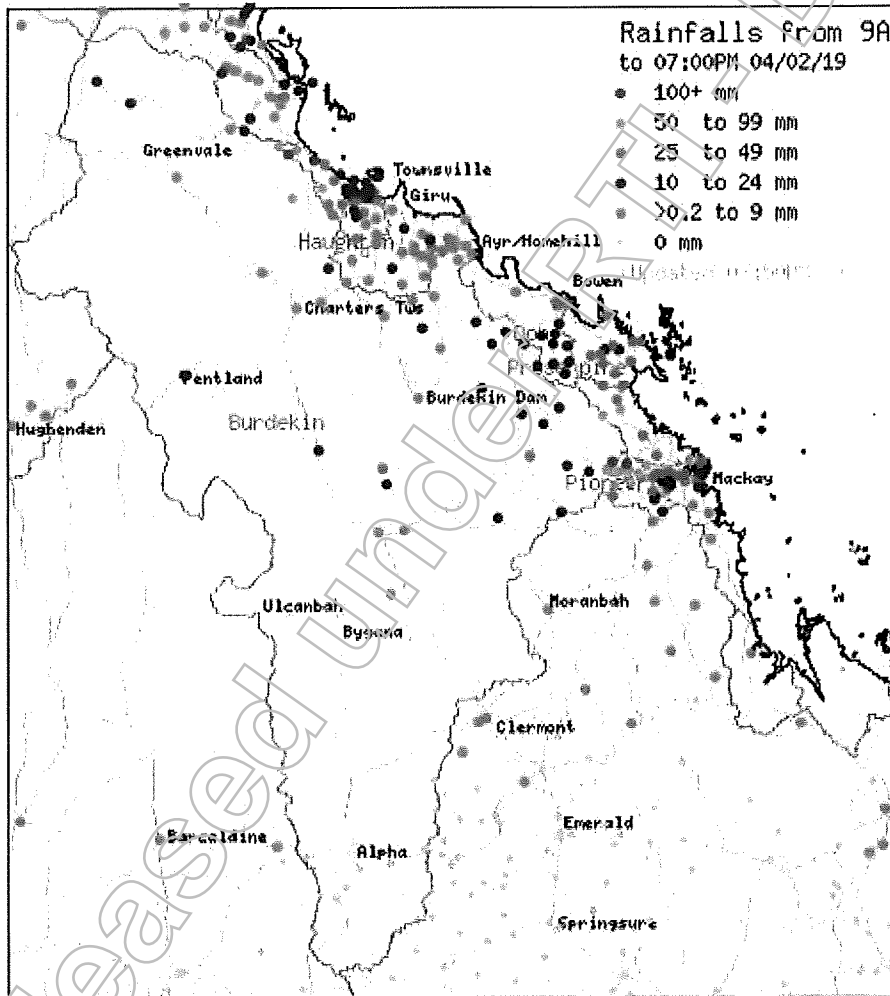 Rainfalls from 9A
to 07:00PM 04/02/19
100+ mm
50 to 99 mm
25 to 49 mm
10 to 24 mm
>0.2 to 9 mm
0 mm
Greenvale
Townsville
Giru
Haughton
Ayr/Homehill
Bowen
Charters Tws
Pentland
Burdekin Dam
Hughenden
Burdekin
Pioneer
Mackay
Ulcanbah
Moranbah
Bygana
Clermont
Emerald
Barcaldine
Alpha
Springsure